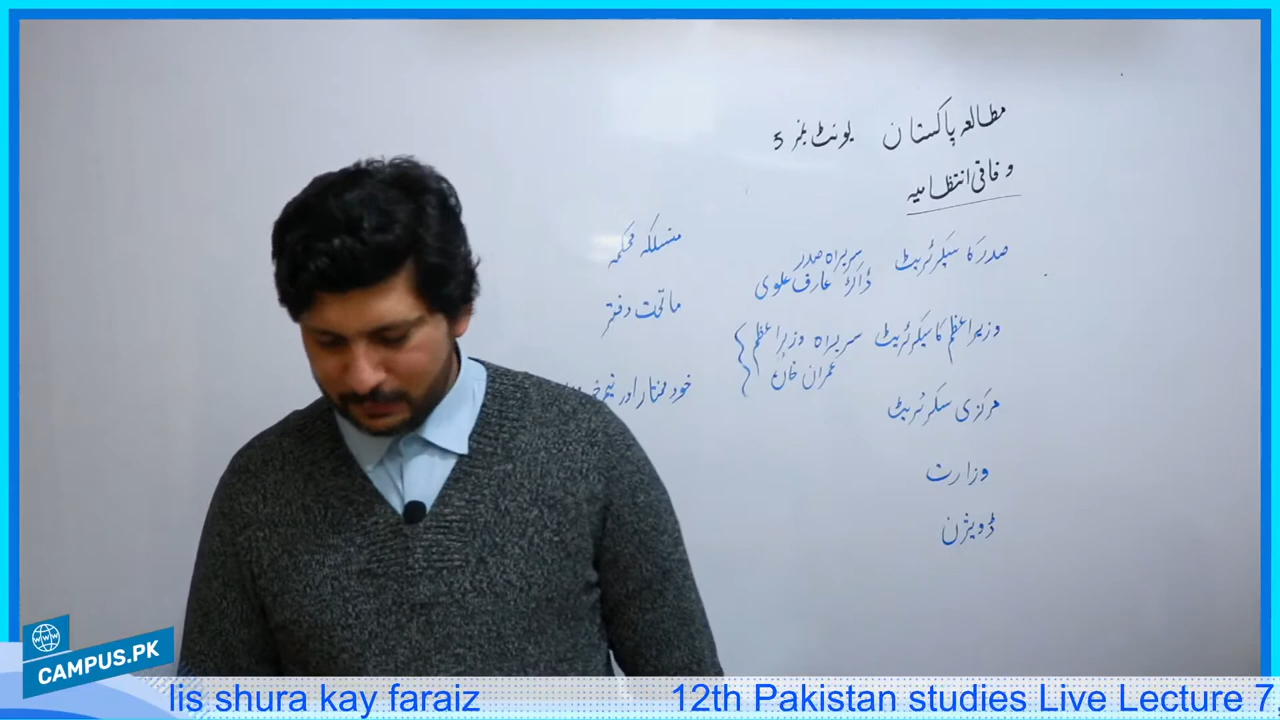 مطالعہ پاکستان یونٹ نمبر 5
وفاقی انتظامیہ
صدر کا سیکرٹریٹ سربراہ صدر
ڈاکٹر عارف علوی
وزیراعظم کا سیکرٹریٹ سربراہ وزیراعظم
عمران خان
مرکزی سکرٹریٹ
وزارت
ڈویژن
منسلکہ محکمہ
ماتحت دفتر
خود مختار اور نیم
WWW
CAMPUS.PK
lis shura kay faraiz
12th Pakistan studies Live Lecture 7